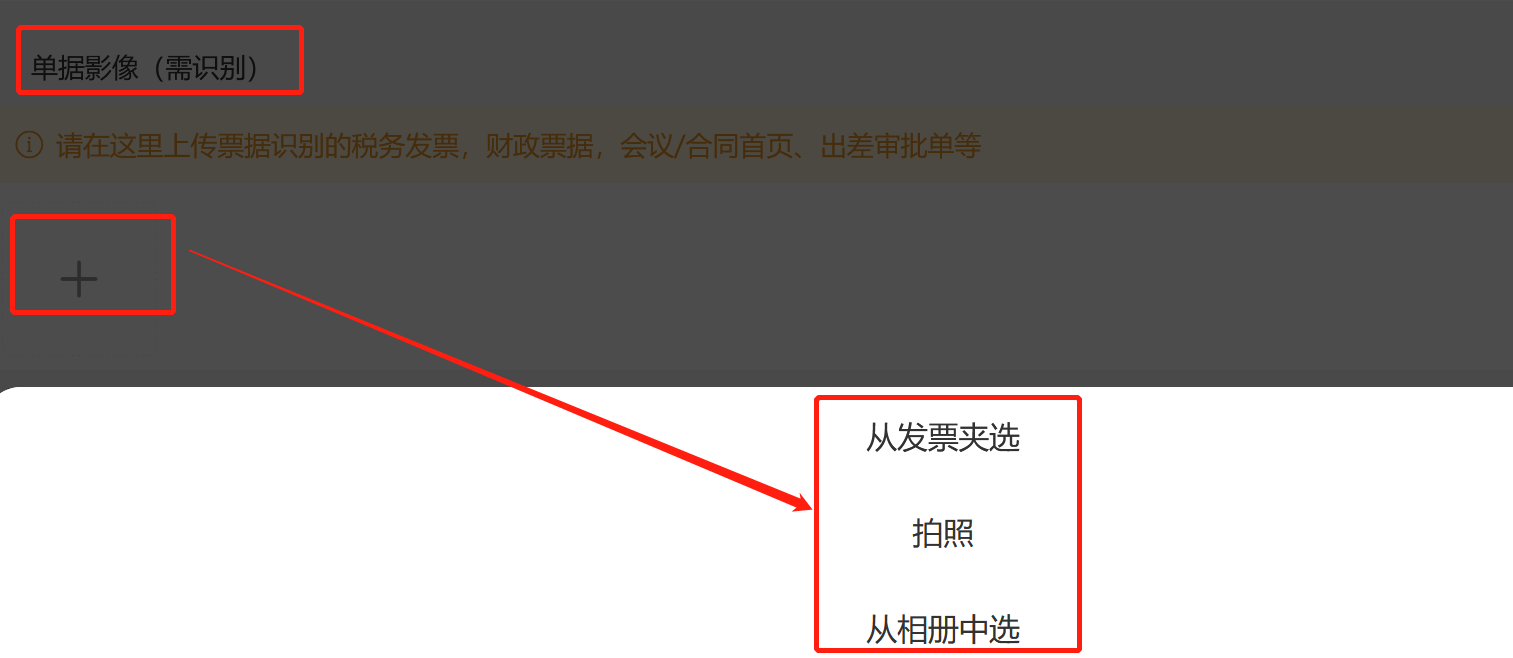 单据影像（需识别）
请在这里上传票据识别的税务发票，财政票据，会议/合同首页、出差审批单等
从发票夹选
拍照
从相册中选